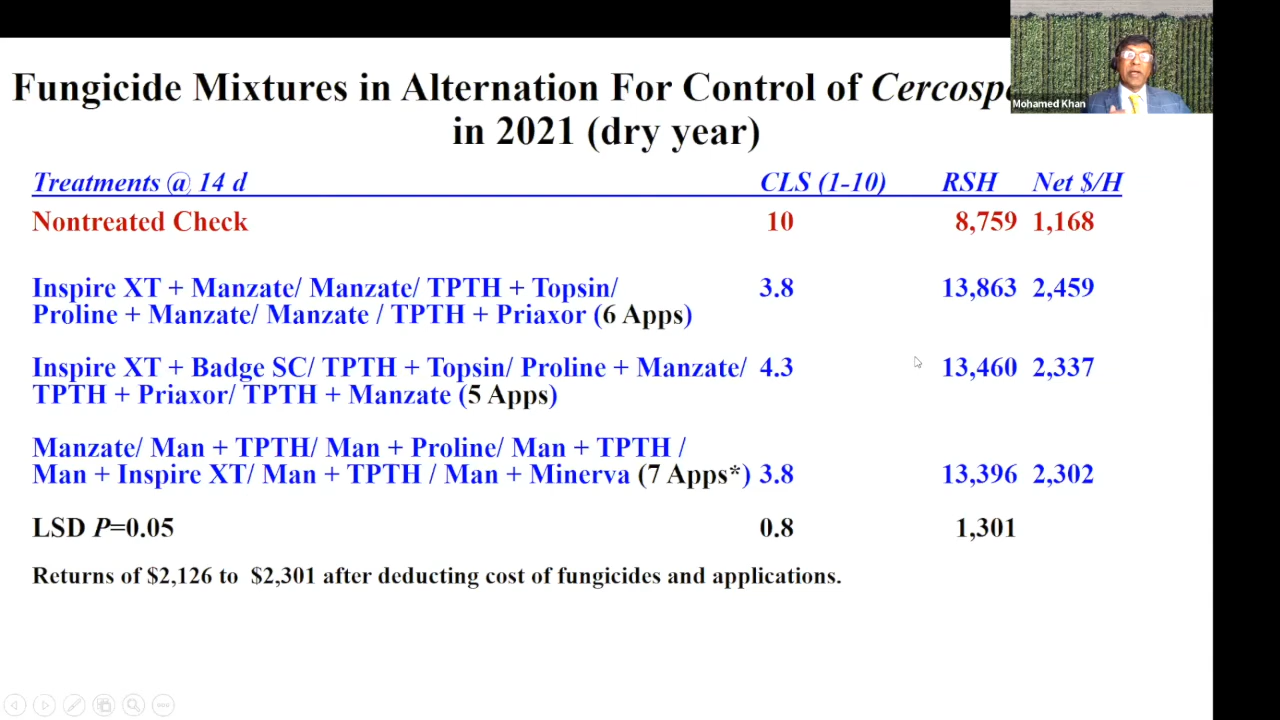 Fungicide Mixtures in Alternation For Control of Cercosp
in 2021 (dry year)
Mohamed Khan
Treatments @ 14 d CLS (1-10) RSH Net $/H
Nontreated Check 10 8,759 1,168
Inspire XT + Manzate/ Manzate/ TPTH + Topsin/ 3.8 13,863 2,459
Proline + Manzate/ Manzate / TPTH + Priaxor (6 Apps)
Inspire XT + Badge SC/ TPTH + Topsin/ Proline + Manzate/ 4.3 13,460 2,337
TPTH + Priaxor/ TPTH + Manzate (5 Apps)
Manzate/ Man + TPTH/ Man + Proline/ Man + TPTH /
Man + Inspire XT/ Man + TPTH / Man + Minerva (7 Apps*) 3.8 13,396 2,302
LSD P=0.05 0.8 1,301
Returns of $2,126 to $2,301 after deducting cost of fungicides and applications.